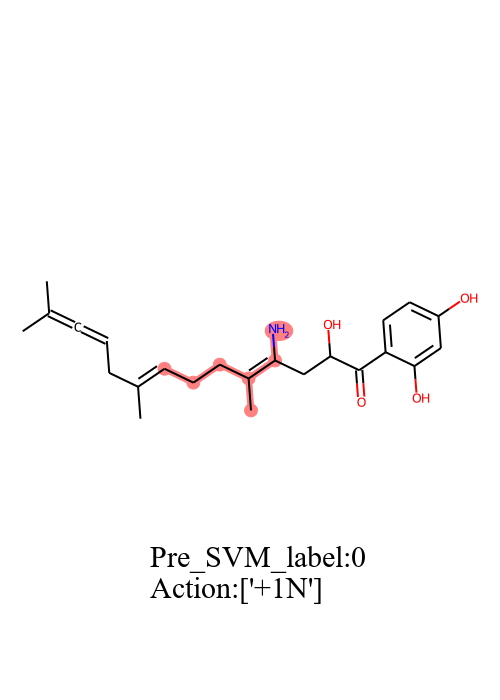 C
NH2
OH
OH
O
OH
Pre_SVM_label:0
Action:['+1N']